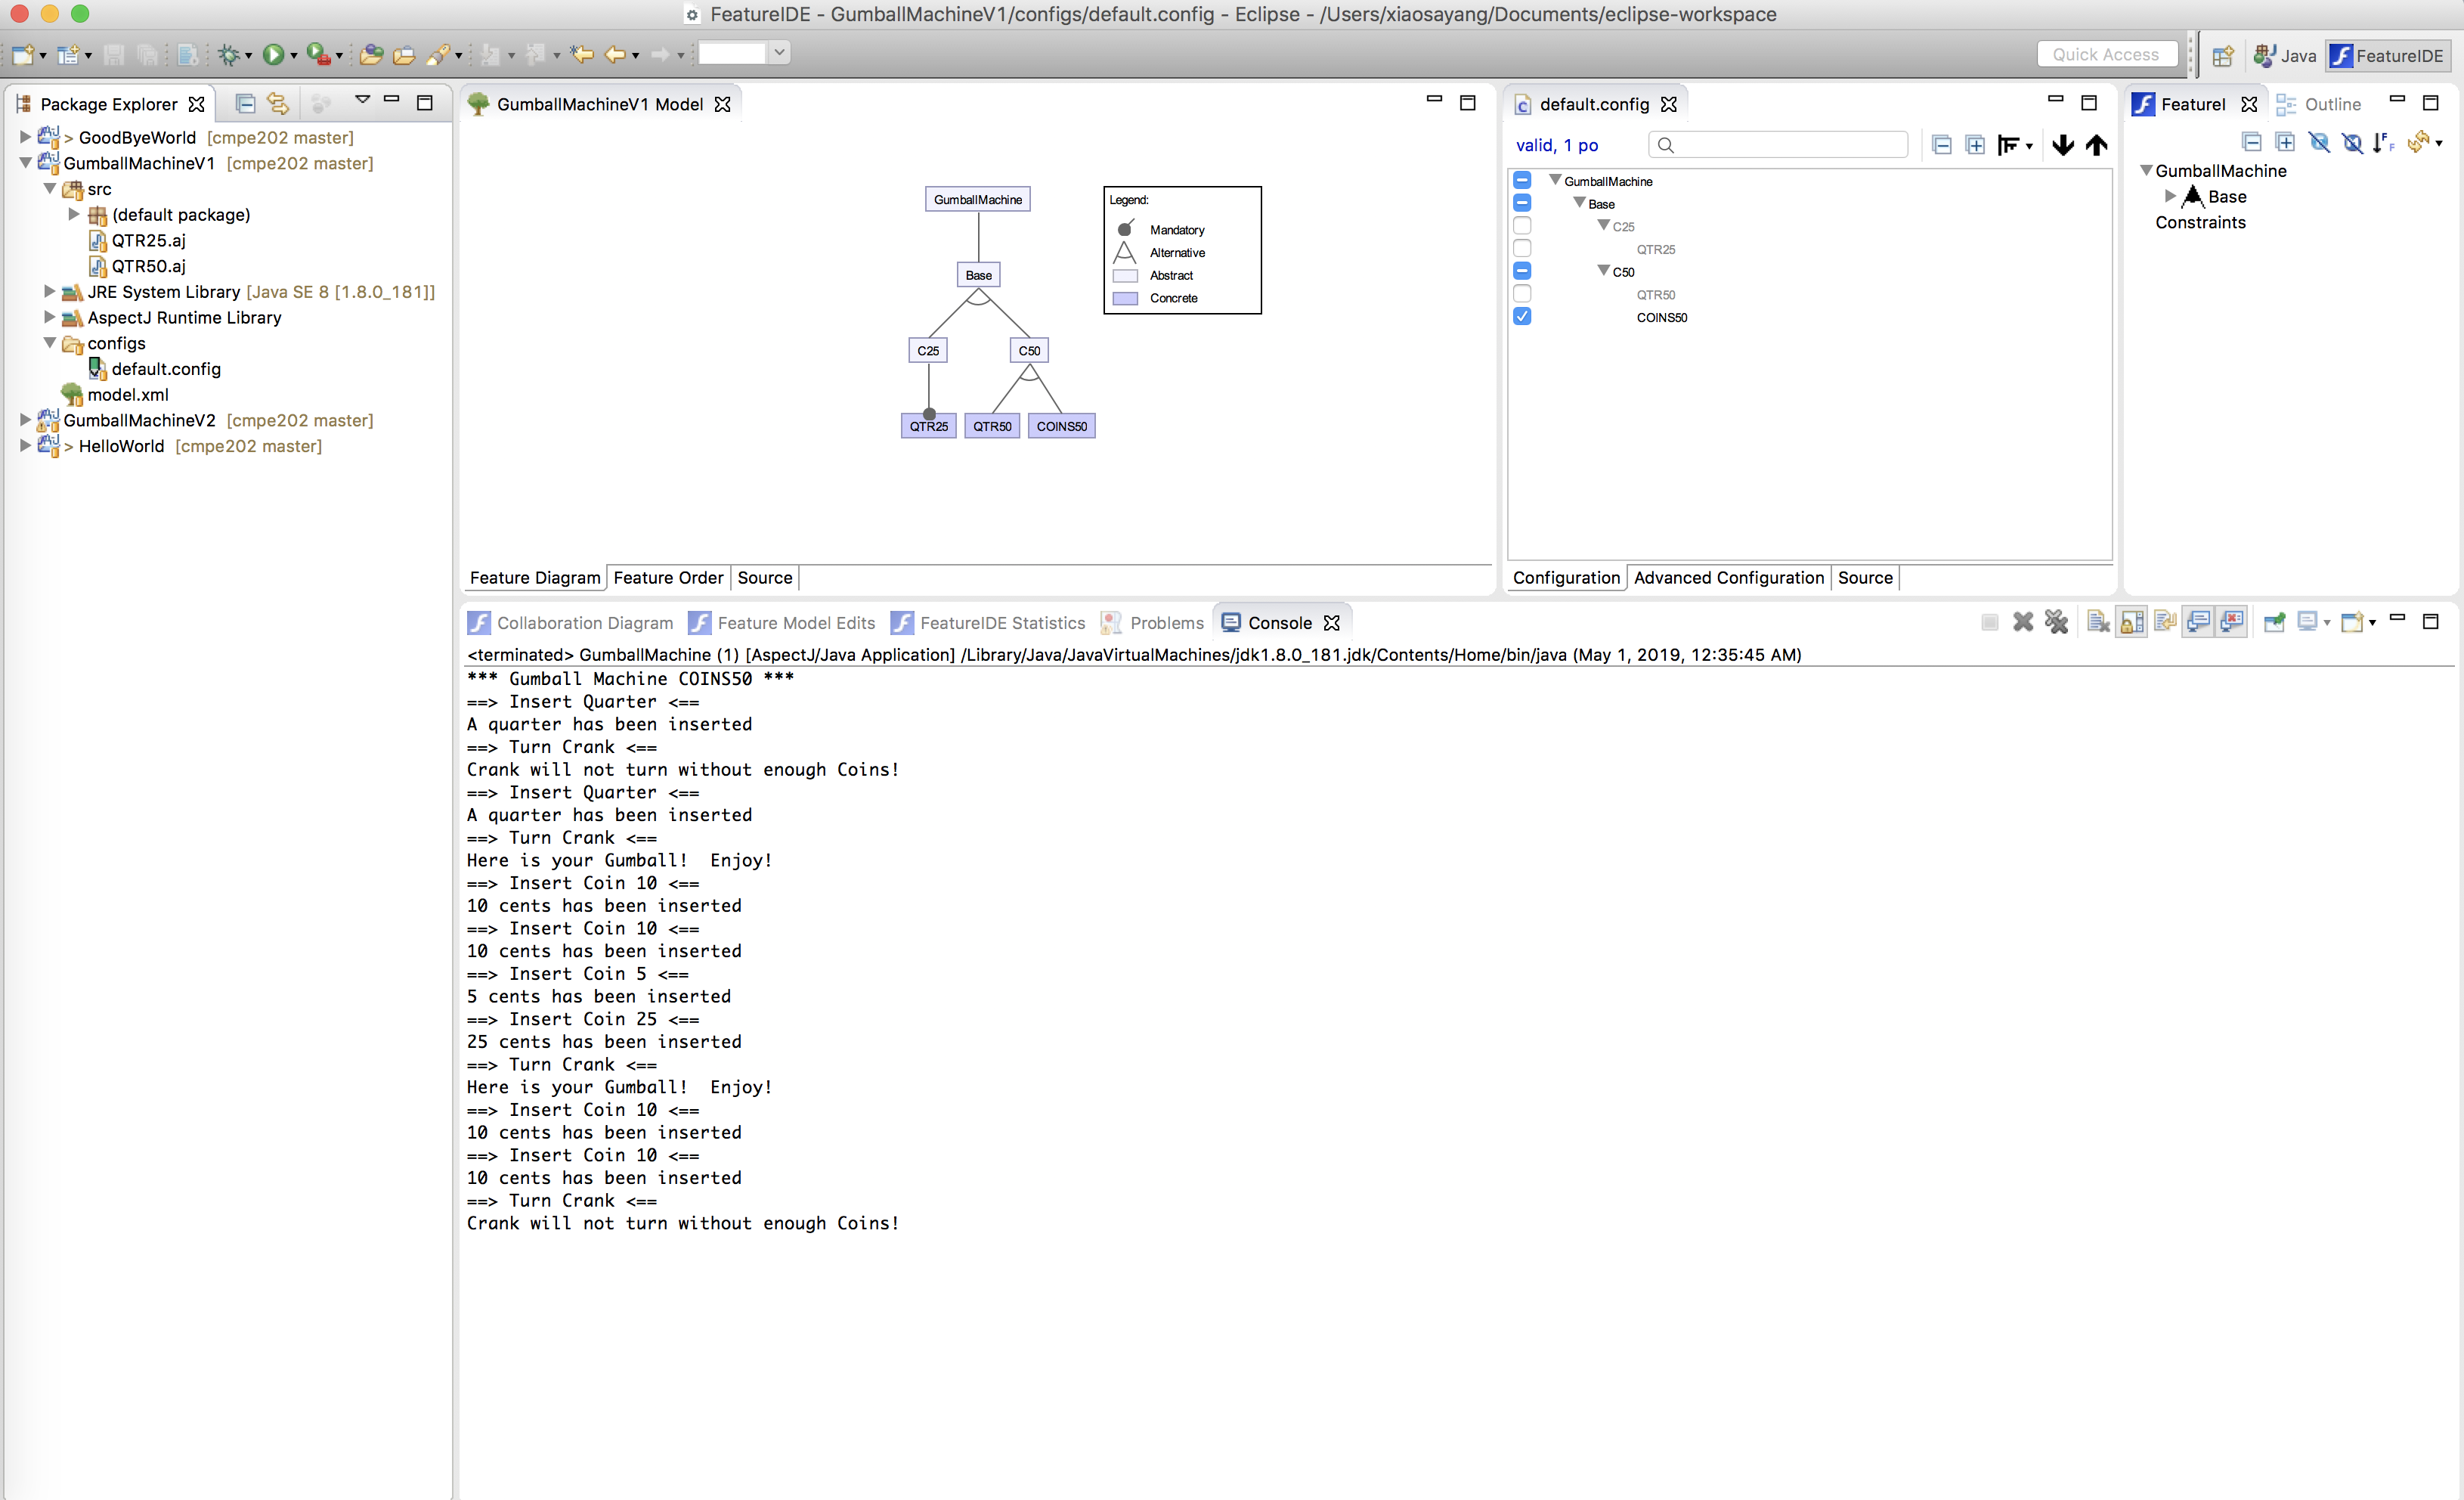 FeatureIDE - GumballMachineV1/configs/default.config - Eclipse - /Users/xiaosayang/Documents/eclipse-workspace
Quick Access
Java
FeatureIDE
Package Explorer
> GoodByeWorld [cmpe202 master]
GumballMachineV1 [cmpe202 master]
src
(default package)
QTR25.aj
QTR50.aj
JRE System Library [Java SE 8 [1.8.0_181]]
AspectJ Runtime Library
configs
default.config
model.xml
GumballMachineV2 [cmpe202 master]
> HelloWorld [cmpe202 master]
GumballMachineV1 Model
GumballMachine
Base
C25
C50
QTR25
QTR50
COINS50
Legend:
Mandatory
Alternative
Abstract
Concrete
Feature Diagram
Feature Order
Source
default.config
valid, 1 po
GumballMachine
Base
C25
QTR25
C50
QTR50
COINS50
Configuration
Advanced Configuration
Source
FeatureI
Outline
GumballMachine
Base
Constraints
Collaboration Diagram
Feature Model Edits
FeatureIDE Statistics
Problems
Console
<terminated> GumballMachine (1) [AspectJ/Java Application] /Library/Java/JavaVirtualMachines/jdk1.8.0_181.jdk/Contents/Home/bin/java (May 1, 2019, 12:35:45 AM)
*** Gumball Machine COINS50 ***
==> Insert Quarter <==
A quarter has been inserted
==> Turn Crank <==
Crank will not turn without enough Coins!
==> Insert Quarter <==
A quarter has been inserted
==> Turn Crank <==
Here is your Gumball!  Enjoy!
==> Insert Coin 10 <==
10 cents has been inserted
==> Insert Coin 10 <==
10 cents has been inserted
==> Insert Coin 5 <==
5 cents has been inserted
==> Insert Coin 25 <==
25 cents has been inserted
==> Turn Crank <==
Here is your Gumball!  Enjoy!
==> Insert Coin 10 <==
10 cents has been inserted
==> Insert Coin 10 <==
10 cents has been inserted
==> Turn Crank <==
Crank will not turn without enough Coins!